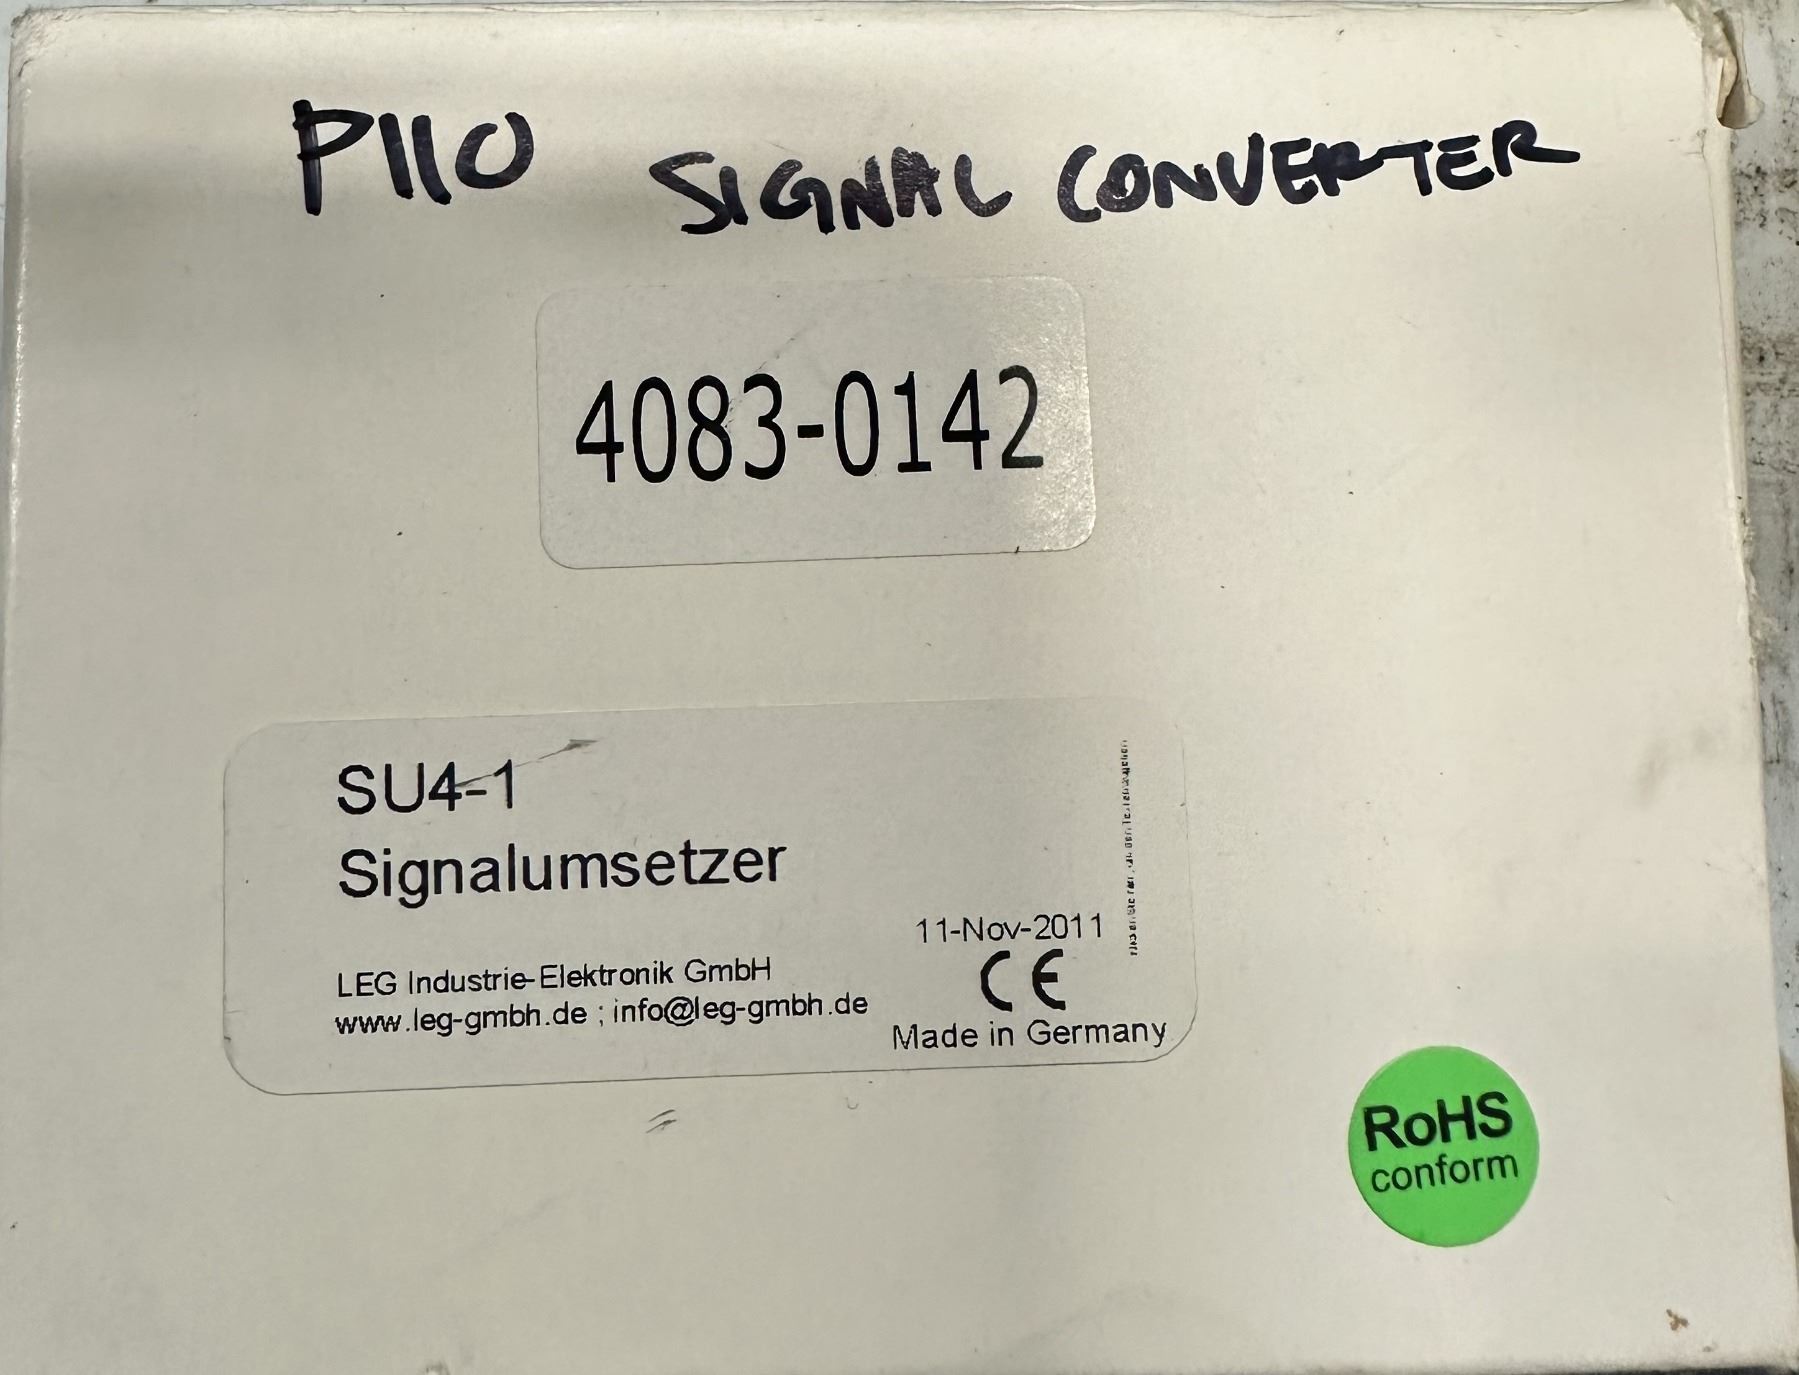 P110 SIGNAL CONVERTER
4083-0142
SU4-1
Signalumsetzer
11-Nov-2011
LEG Industrie-Elektronik GmbH
www.leg-gmbh.de ; info@leg-gmbh.de
CE
Made in Germany
RoHS
conform